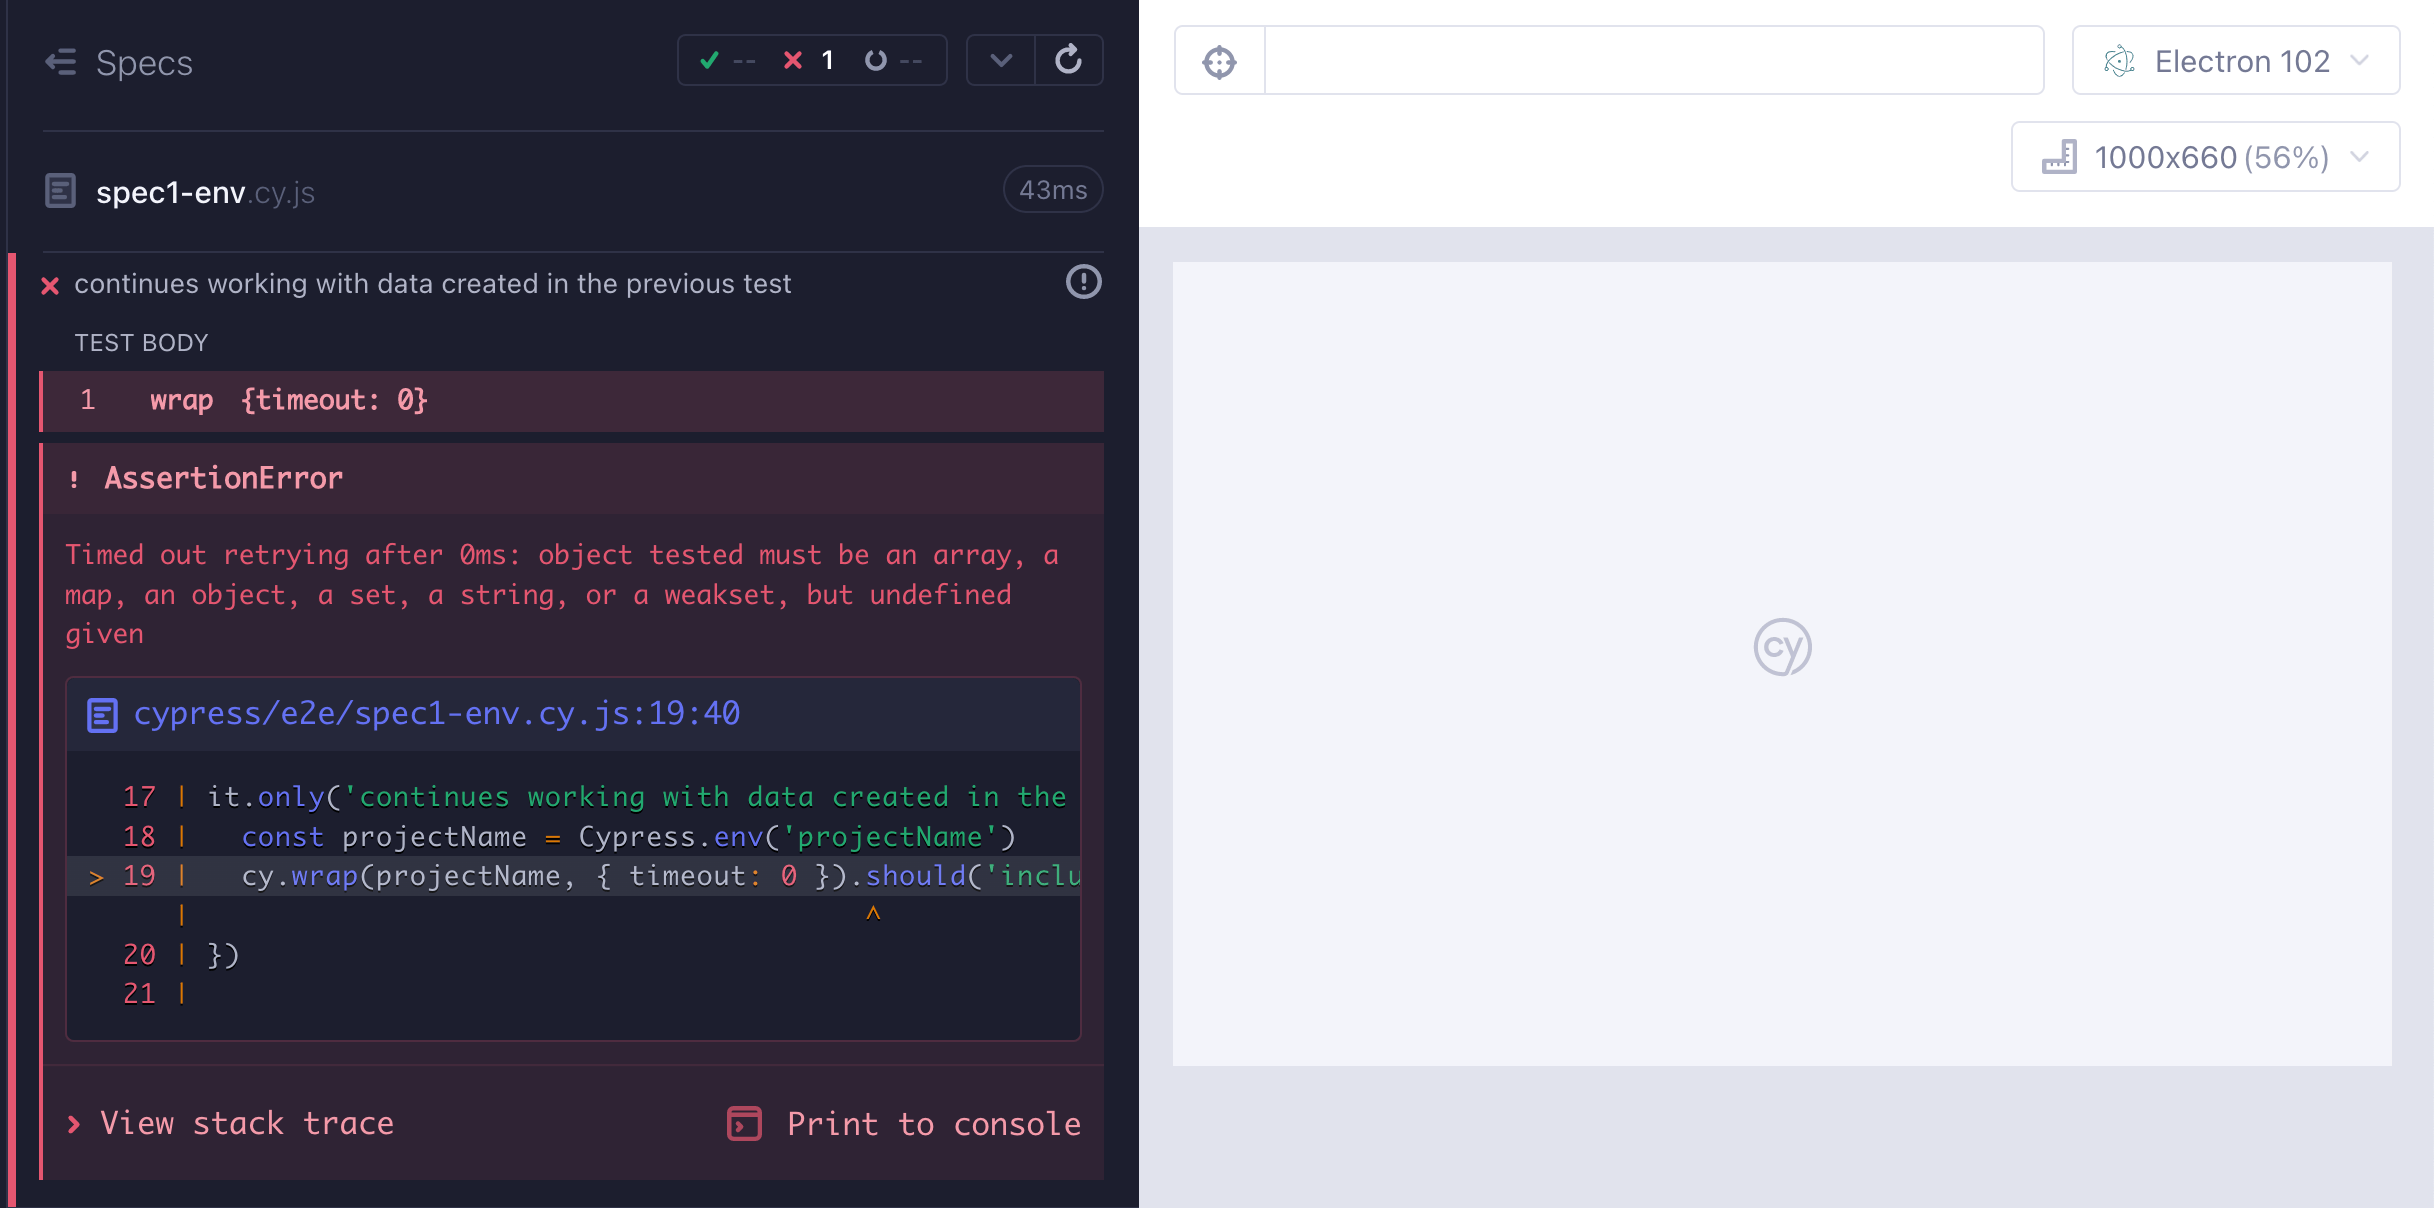 Specs
-- 1 --
spec1-env.cy.js
43ms
continues working with data created in the previous test
TEST BODY
1 wrap {timeout: 0}
! AssertionError
Timed out retrying after 0ms: object tested must be an array, a
map, an object, a set, a string, or a weakset, but undefined
given
cypress/e2e/spec1-env.cy.js:19:40
17 | it.only('continues working with data created in the
18 | const projectName = Cypress.env('projectName')
> 19 | cy.wrap(projectName, { timeout: 0 }).should('inclu
| ^
20 | })
21 |
View stack trace
Print to console
Electron 102
1000x660 (56%)
cy